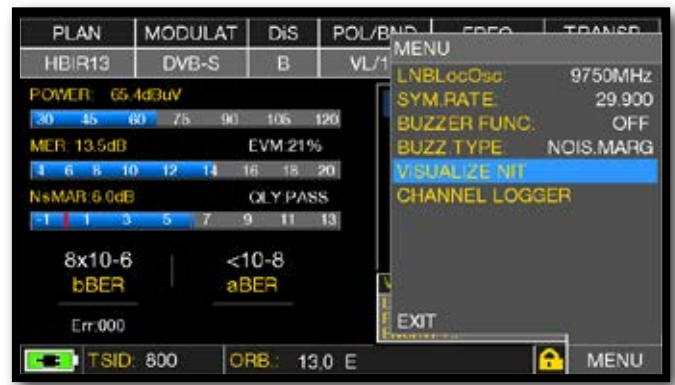 PLAN MODULAT DiS POL/BND FREQ TRANSP
HBIR13 DVB-S B VL/1
MENU
LNBLocOsc: 9750MHz
SYM.RATE: 29.900
BUZZER FUNC: OFF
BUZZ.TYPE: NOIS.MARG
VISUALIZE NIT
CHANNEL LOGGER
EXIT
POWER: 65.4dBuV
30 45 60 75 90 105 120
MER: 13.5dB EVM:21%
4 6 8 10 12 14 16 18 20
NsMAR:6.0dB QLY:PASS
-1 1 3 5 7 9 11 13
8x10-6 <10-8
bBER aBER
Err:000
TSID: 800 ORB.: 13,0 E MENU